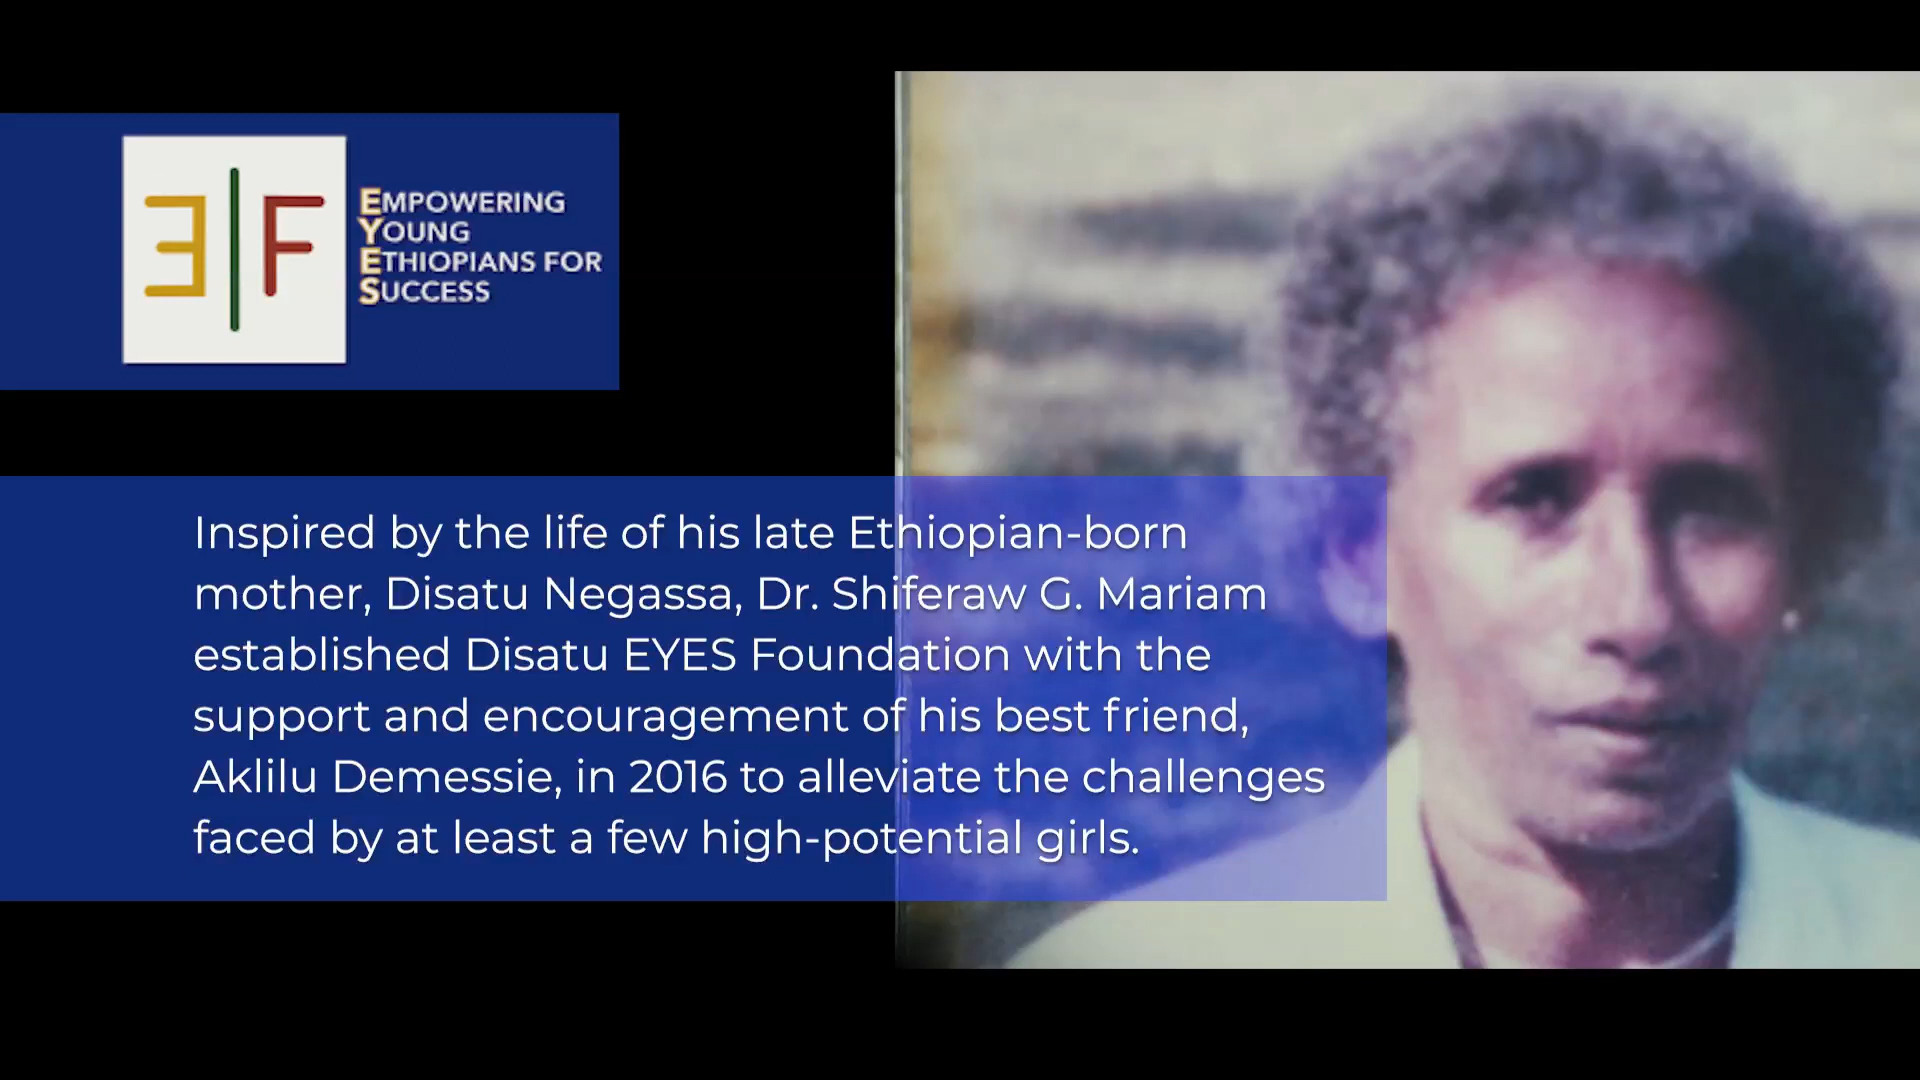 ƎIF
EMPOWERING
YOUNG
ETHIOPIANS FOR
SUCCESS
Inspired by the life of his late Ethiopian-born
mother, Disatu Negassa, Dr. Shiferaw G. Mariam
established Disatu EYES Foundation with the
support and encouragement of his best friend,
Aklilu Demessie, in 2016 to alleviate the challenges
faced by at least a few high-potential girls.